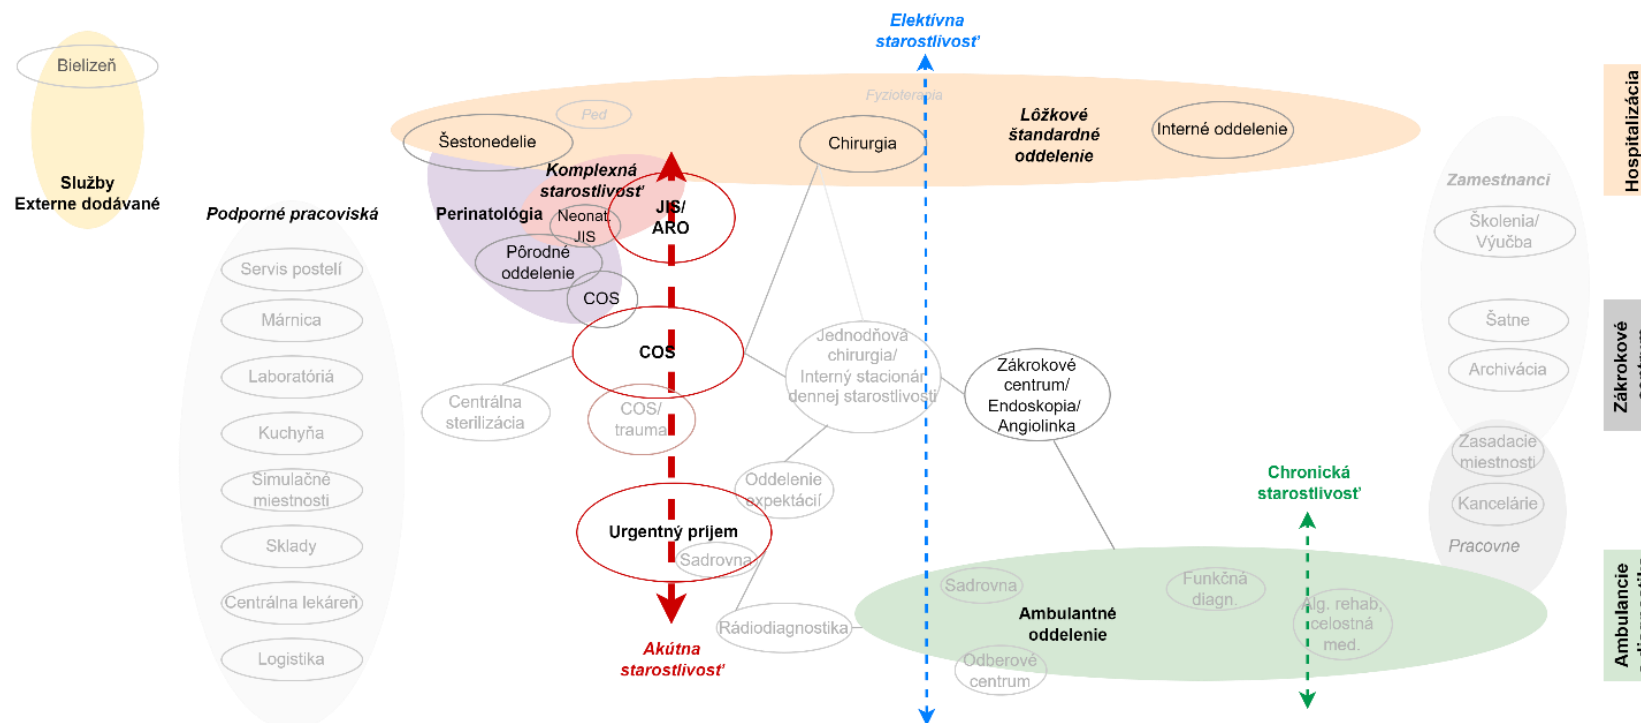 Elektívna
starostlivosť
Bielizeň
Služby
Externe dodávané
Podporné pracoviská
Servis postelí
Márnica
Laboratóriá
Kuchyňa
Simulačné
miestnosti
Sklady
Centrálna lekáreň
Logistika
Ped
Fyzioterapia
Šestonedelie
Chirurgia
Lôžkové
štandardné
oddelenie
Interné oddelenie
Komplexná
starostlivosť
Perinatológia
Neonat.
JIS
JIS/
ARO
Pôrodné
oddelenie
COS
COS
Centrálna
sterilizácia
COS/
trauma
Jednodňová
chirurgia/
Interný stacionár
dennej starostlivosti
Zákrokové
centrum/
Endoskopia/
Angiolinka
Oddelenie
expektácií
Urgentný príjem
Sadrovna
Rádiodiagnostika
Akútna
starostlivosť
Sadrovna
Funkčná
diagn.
Ambulantné
oddelenie
Alg. rehab,
celostná
med.
Odberové
centrum
Chronická
starostlivosť
Zamestnanci
Školenia/
Výučba
Šatne
Archivácia
Zasadacie
miestnosti
Kancelárie
Pracovne
Hospitalizácia
Zákrokové
Ambulancie